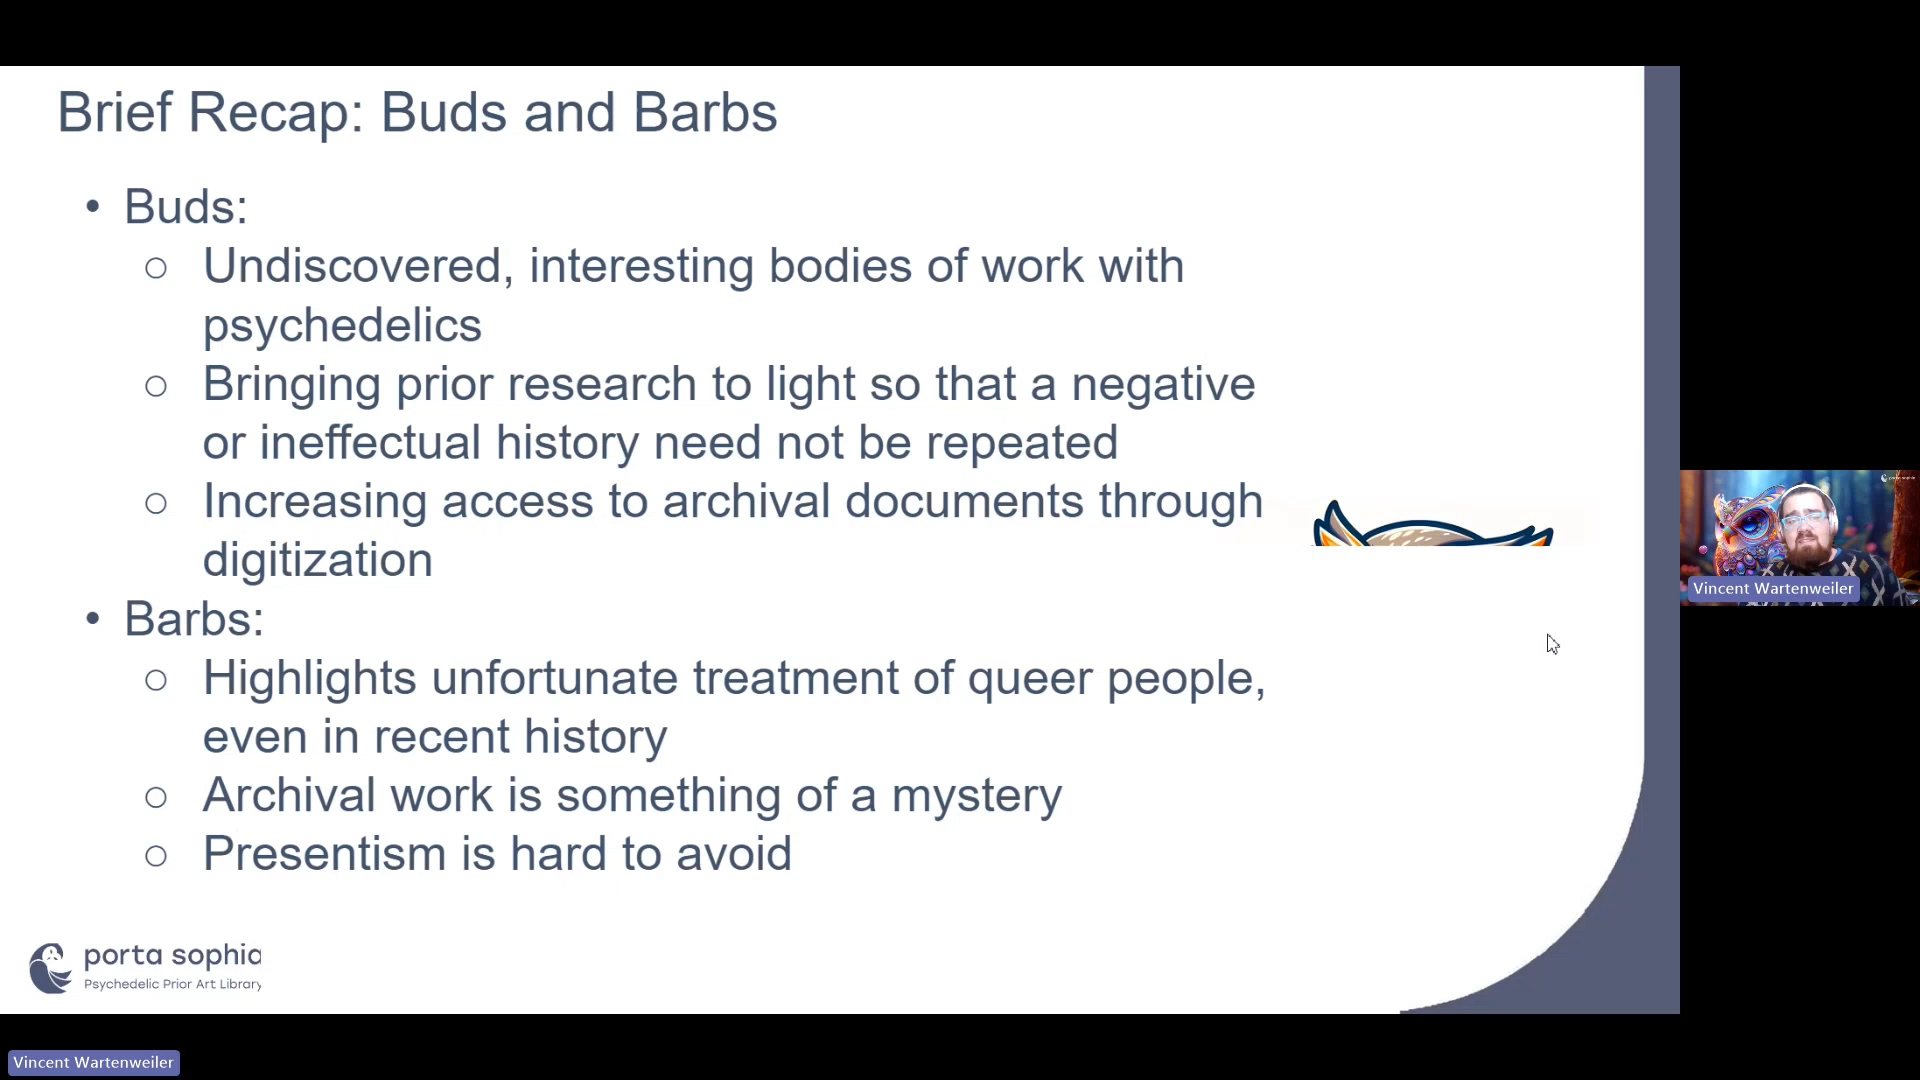 Brief Recap: Buds and Barbs
• Buds:
○ Undiscovered, interesting bodies of work with
psychedelics
○ Bringing prior research to light so that a negative
or ineffectual history need not be repeated
○ Increasing access to archival documents through
digitization
• Barbs:
○ Highlights unfortunate treatment of queer people,
even in recent history
○ Archival work is something of a mystery
○ Presentism is hard to avoid
porta sophia
Psychedelic Prior Art Library
porta sophia
Vincent Wartenweiler
Vincent Wartenweiler